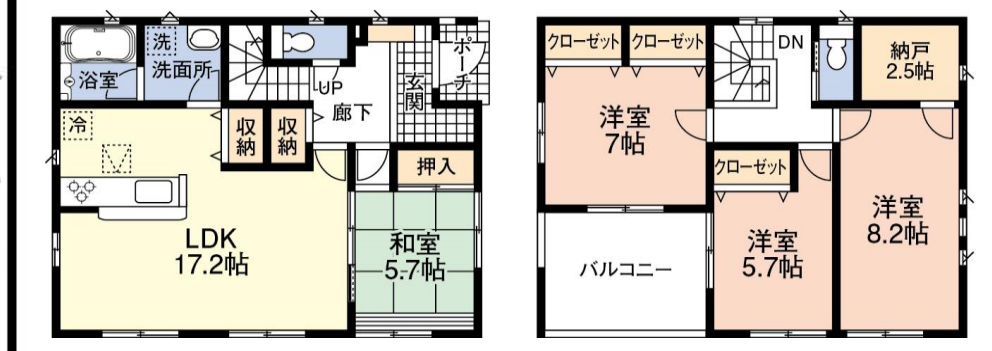 浴室
洗
洗面所
UP
廊下
玄関
ポーチ
冷
収納
収納
押入
LDK
17.2帖
和室
5.7帖
クローゼット
クローゼット
DN
納戸
2.5帖
洋室
7帖
クローゼット
洋室
8.2帖
洋室
5.7帖
バルコニー